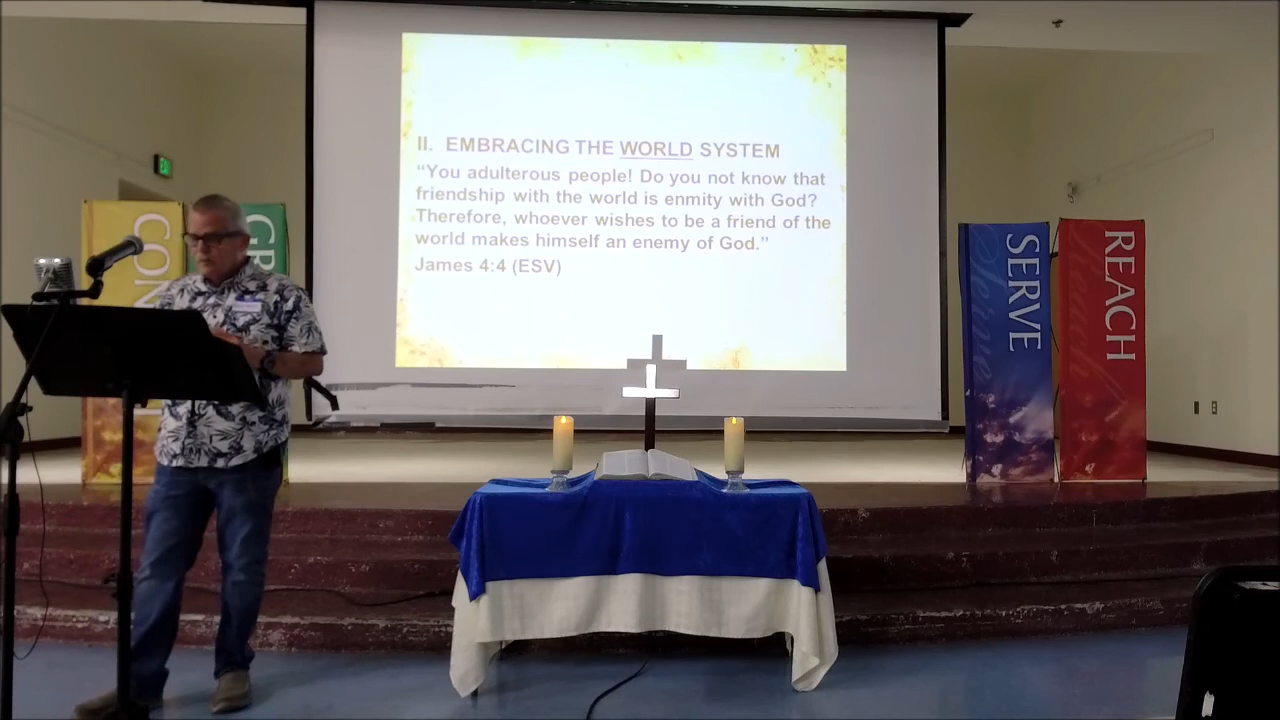 II. EMBRACING THE WORLD SYSTEM
“You adulterous people! Do you not know that
friendship with the world is enmity with God?
Therefore, whoever wishes to be a friend of the
world makes himself an enemy of God.”
James 4:4 (ESV)
SERVE
REACH